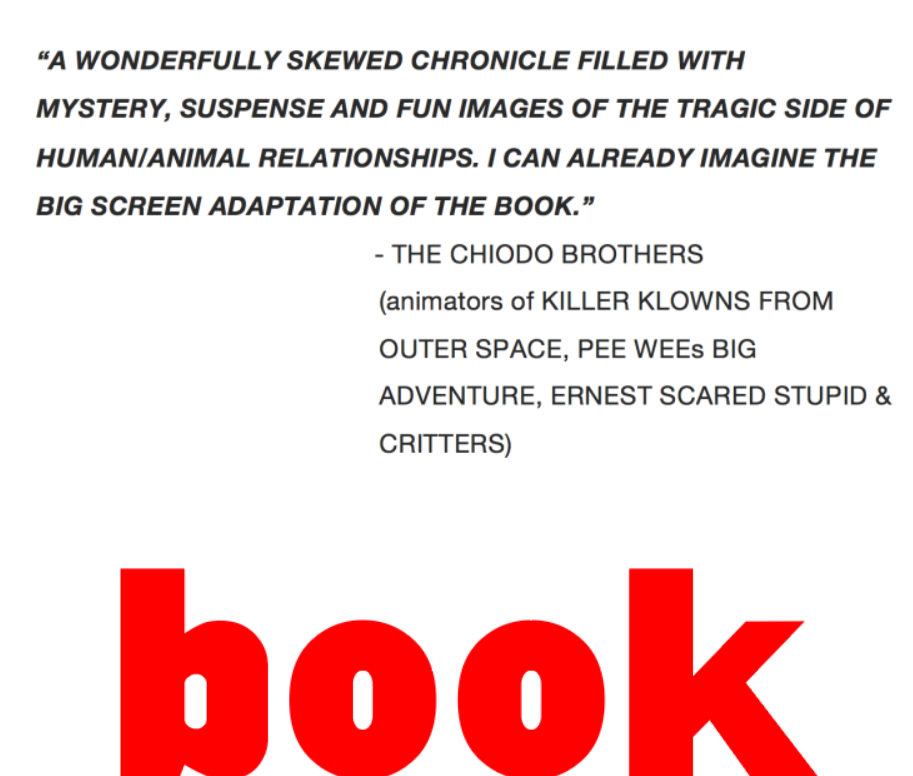 “A WONDERFULLY SKEWED CHRONICLE FILLED WITH
MYSTERY, SUSPENSE AND FUN IMAGES OF THE TRAGIC SIDE OF
HUMAN/ANIMAL RELATIONSHIPS. I CAN ALREADY IMAGINE THE
BIG SCREEN ADAPTATION OF THE BOOK.”
- THE CHIODO BROTHERS
(animators of KILLER KLOWNS FROM
OUTER SPACE, PEE WEEs BIG
ADVENTURE, ERNEST SCARED STUPID &
CRITTERS)
book